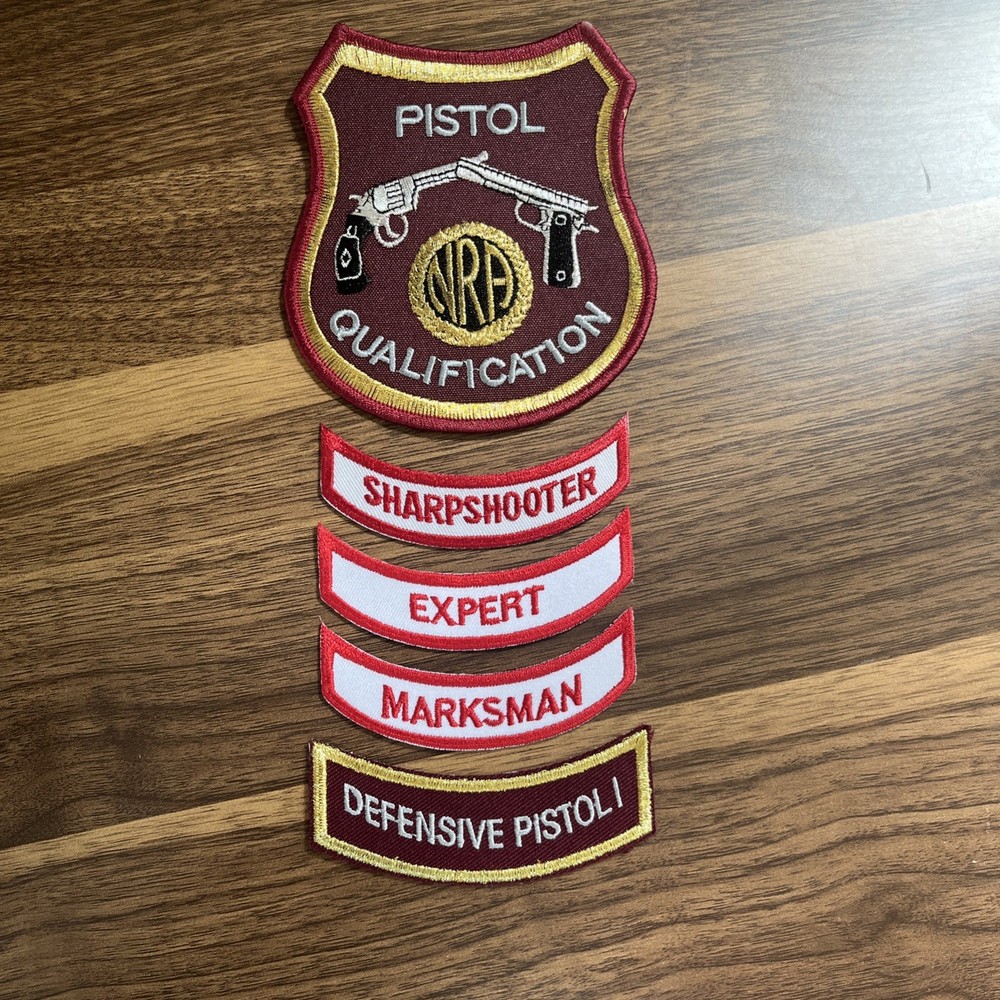 PISTOL
NRA
QUALIFICATION
SHARPSHOOTER
EXPERT
MARKSMAN
DEFENSIVE PISTOL I